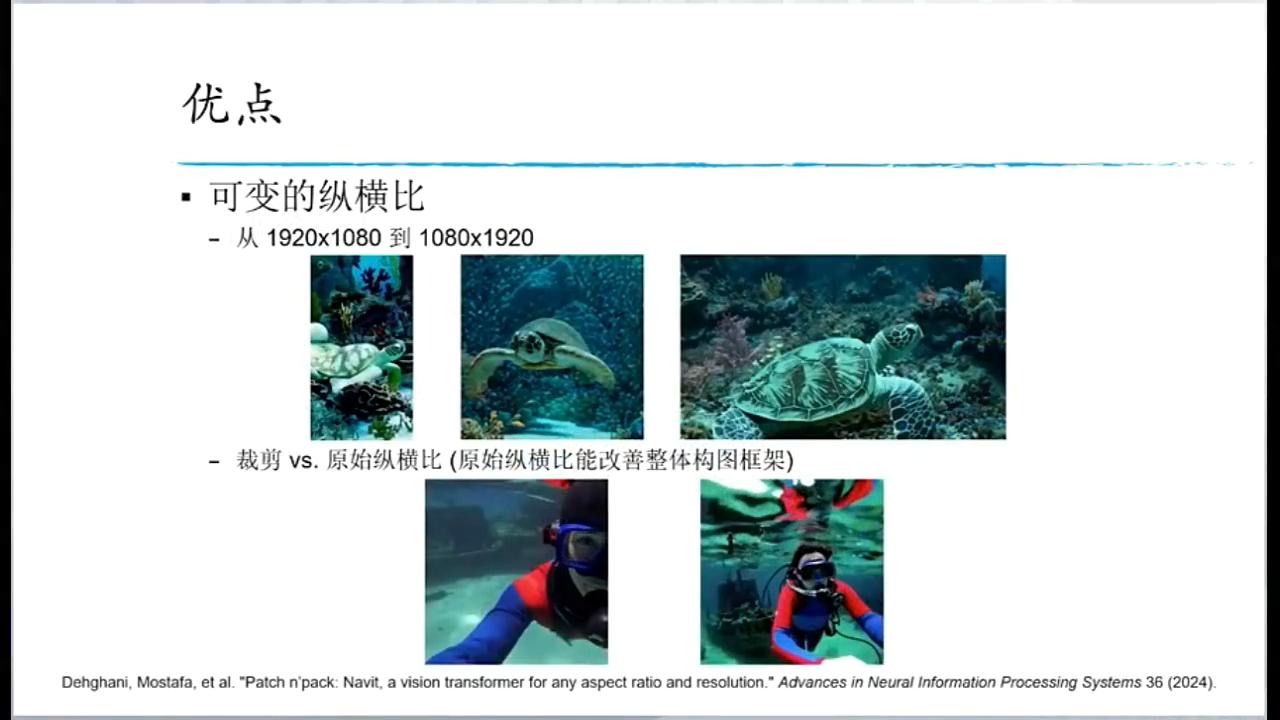 优点
▪ 可变的纵横比
– 从 1920x1080 到 1080x1920
– 裁剪 vs. 原始纵横比 (原始纵横比能改善整体构图框架)
Dehghani, Mostafa, et al. "Patch n'pack: Navit, a vision transformer for any aspect ratio and resolution." Advances in Neural Information Processing Systems 36 (2024).